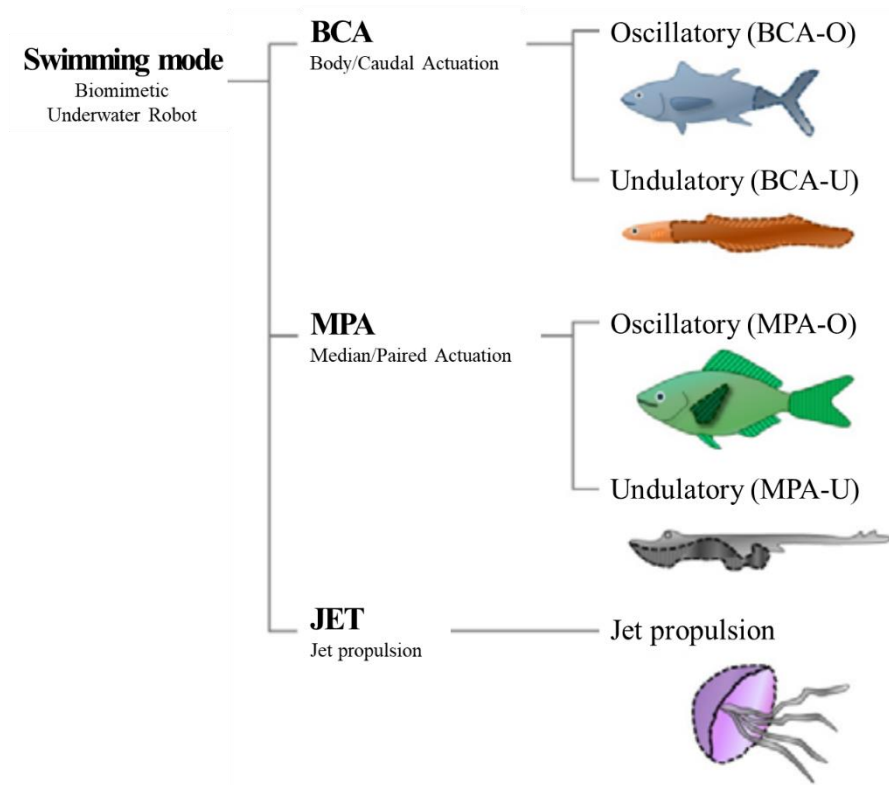 Swimming mode
Biomimetic
Underwater Robot
BCA
Body/Caudal Actuation
Oscillatory (BCA-O)
Undulatory (BCA-U)
MPA
Median/Paired Actuation
Oscillatory (MPA-O)
Undulatory (MPA-U)
JET
Jet propulsion
Jet propulsion